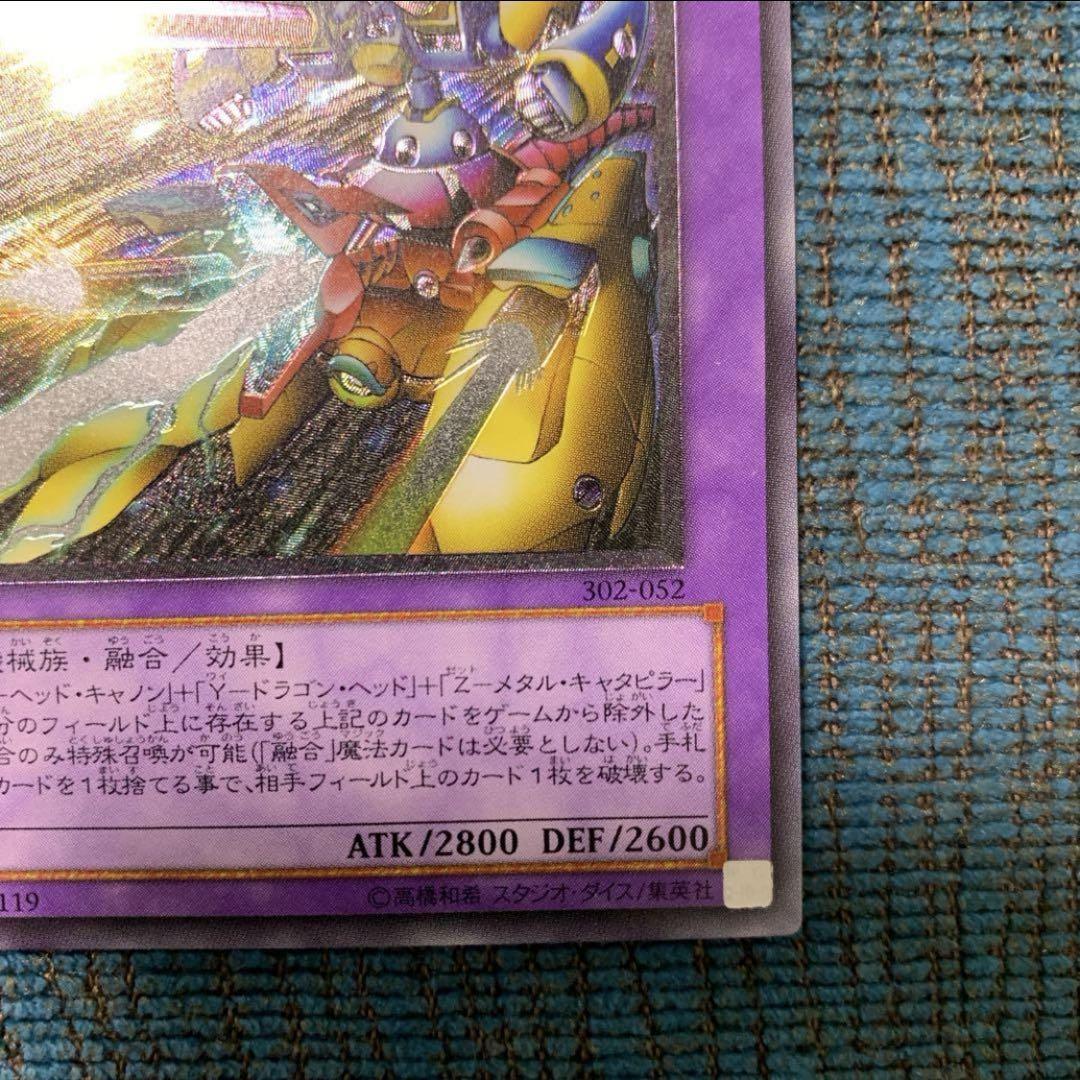 302-052
械族・融合/効果】
ーヘッド・キャノン」+「Y－ドラゴン・ヘッド」+「Z－メタル・キャタピラー」
分のフィールド上に存在する上記のカードをゲームから除外した
合のみ特殊召喚が可能(「融合」魔法カードは必要としない)。手札
カードを1枚捨てる事で、相手フィールド上のカード1枚を破壊する。
ATK/2800 DEF/2600
119
©高橋和希 スタジオ・ダイス/集英社